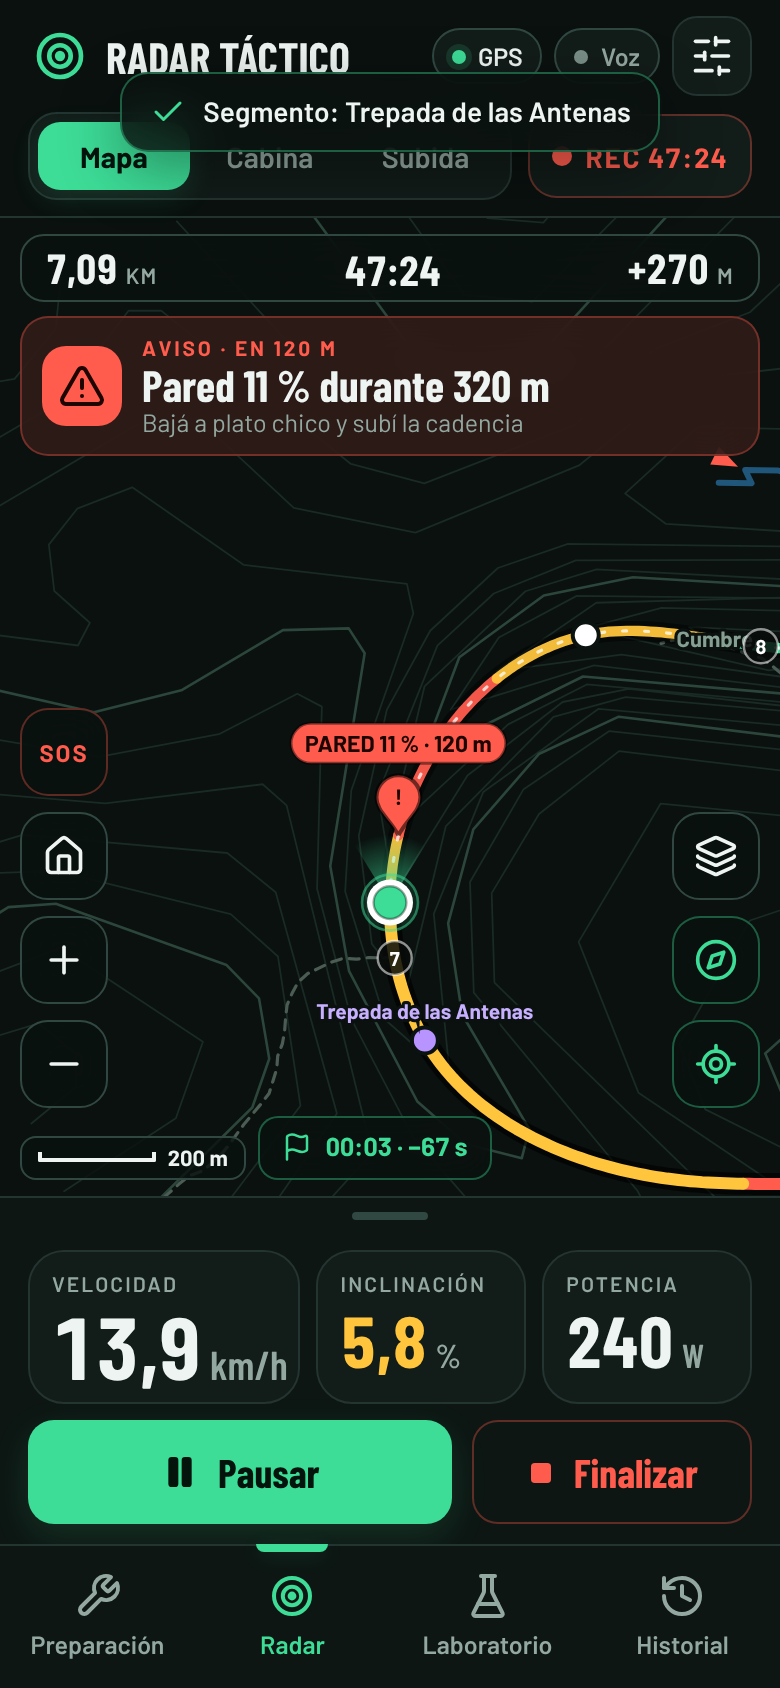 RADAR TÁCTICO
GPS
Voz
Segmento: Trepada de las Antenas
Mapa
Cabina
Subida
REC 47:24
7,09 KM
47:24
+270 M
AVISO · EN 120 M
Pared 11 % durante 320 m
Bajá a plato chico y subí la cadencia
Cumbre
8
PARED 11 % · 120 m
!
SOS
7
Trepada de las Antenas
200 m
00:03 · −67 s
VELOCIDAD
13,9 km/h
INCLINACIÓN
5,8 %
POTENCIA
240 W
Pausar
Finalizar
Preparación
Radar
Laboratorio
Historial